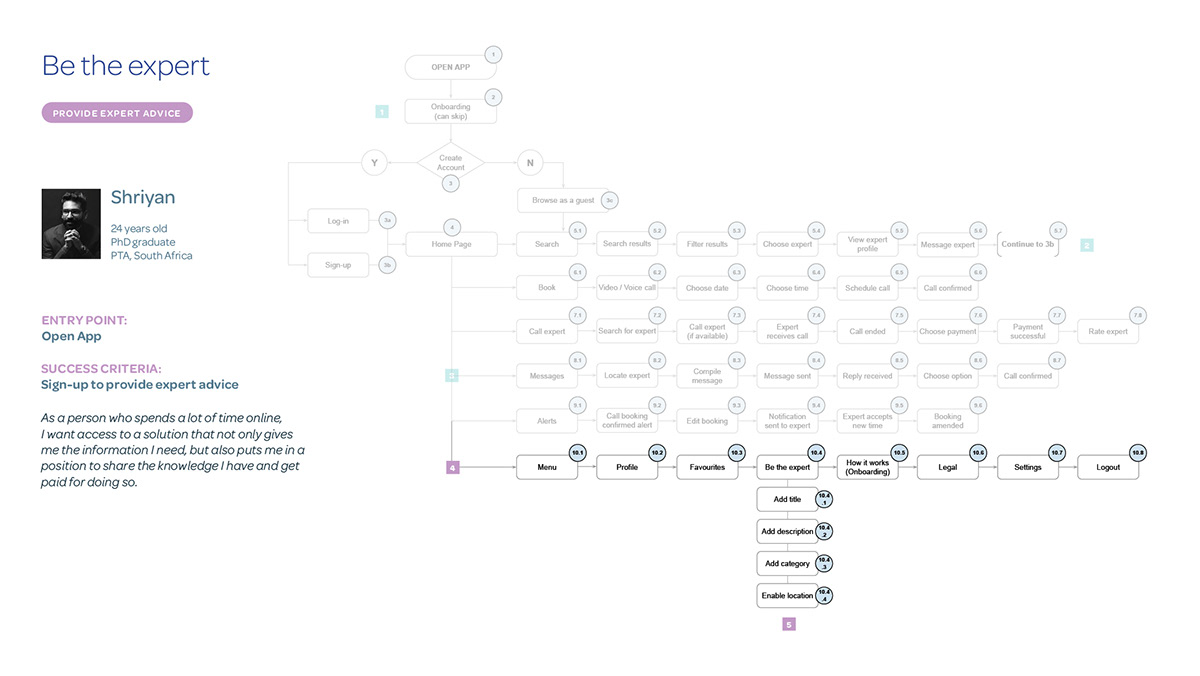 Be the expert
PROVIDE EXPERT ADVICE
Shriyan
24 years old
PhD graduate
PTA, South Africa
ENTRY POINT:
Open App
SUCCESS CRITERIA:
Sign-up to provide expert advice
As a person who spends a lot of time online,
I want access to a solution that not only gives
me the information I need, but also puts me in a
position to share the knowledge I have and get
paid for doing so.
1
OPEN APP
2
Onboarding
(can skip)
1
Y
Create
Account
N
3
Browse as a guest
3c
Log-in
3a
Sign-up
3b
4
Home Page
5.1
Search
5.2
Search results
5.3
Filter results
5.4
Choose expert
5.5
View expert
profile
5.6
Message expert
5.7
Continue to 3b
2
6.1
Book
6.2
Video / Voice call
6.3
Choose date
6.4
Choose time
6.5
Schedule call
6.6
Call confirmed
7.1
Call expert
7.2
Search for expert
7.3
Call expert
(if available)
7.4
Expert
receives call
7.5
Call ended
7.6
Choose payment
7.7
Payment
successful
7.8
Rate expert
3
8.1
Messages
8.2
Locate expert
8.3
Compile
message
8.4
Message sent
8.5
Reply received
8.6
Choose option
8.7
Call confirmed
9.1
Alerts
9.2
Call booking
confirmed alert
9.3
Edit booking
9.4
Notification
sent to expert
9.5
Expert accepts
new time
9.6
Booking
amended
4
10.1
Menu
10.2
Profile
10.3
Favourites
10.4
Be the expert
10.5
How it works
(Onboarding)
10.6
Legal
10.7
Settings
10.8
Logout
Add title
10.4
.1
Add description
10.4
.2
Add category
10.4
.3
Enable location
10.4
.4
5